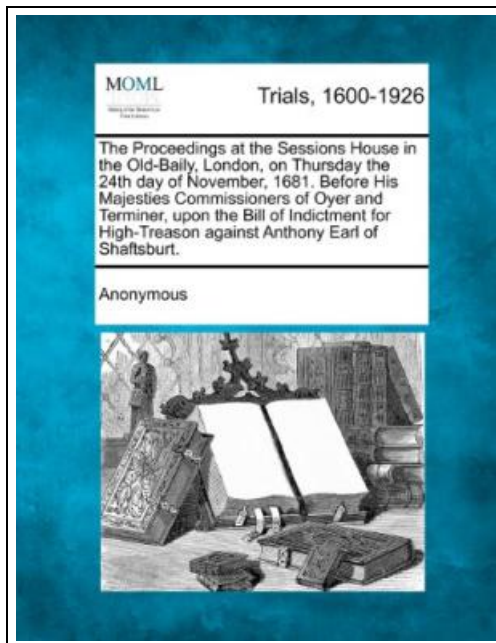 MOML
Trials, 1600-1926
The Proceedings at the Sessions House in
the Old-Baily, London, on Thursday the
24th day of November, 1681. Before His
Majesties Commissioners of Oyer and
Terminer, upon the Bill of Indictment for
High-Treason against Anthony Earl of
Shaftsburt.
Anonymous